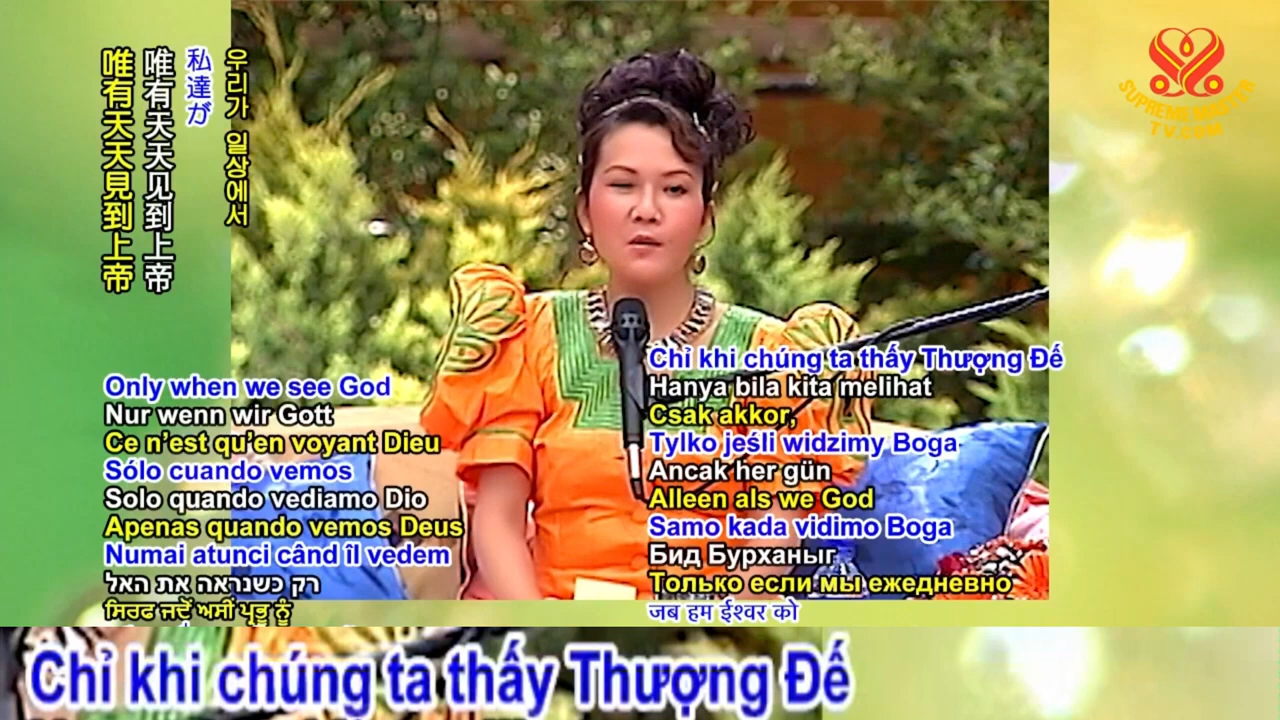 우리가 일상에서
私達が
唯有天天见到上帝
唯有天天見到上帝
SUPREME MASTER
TV.COM
Only when we see God
Nur wenn wir Gott
Ce n’est qu’en voyant Dieu
Sólo cuando vemos
Solo quando vediamo Dio
Apenas quando vemos Deus
Numai atunci când îl vedem
רק כשנראה את האל
ਸਿਰਫ ਜਦੋਂ ਅਸੀਂ ਪ੍ਰਭੂ ਨੂੰ
Chỉ khi chúng ta thấy Thượng Đế
Hanya bila kita melihat
Csak akkor,
Tylko jeśli widzimy Boga
Ancak her gün
Alleen als we God
Samo kada vidimo Boga
Бид Бурханыг
Только если мы ежедневно
जब हम ईश्वर को
Chỉ khi chúng ta thấy Thượng Đế